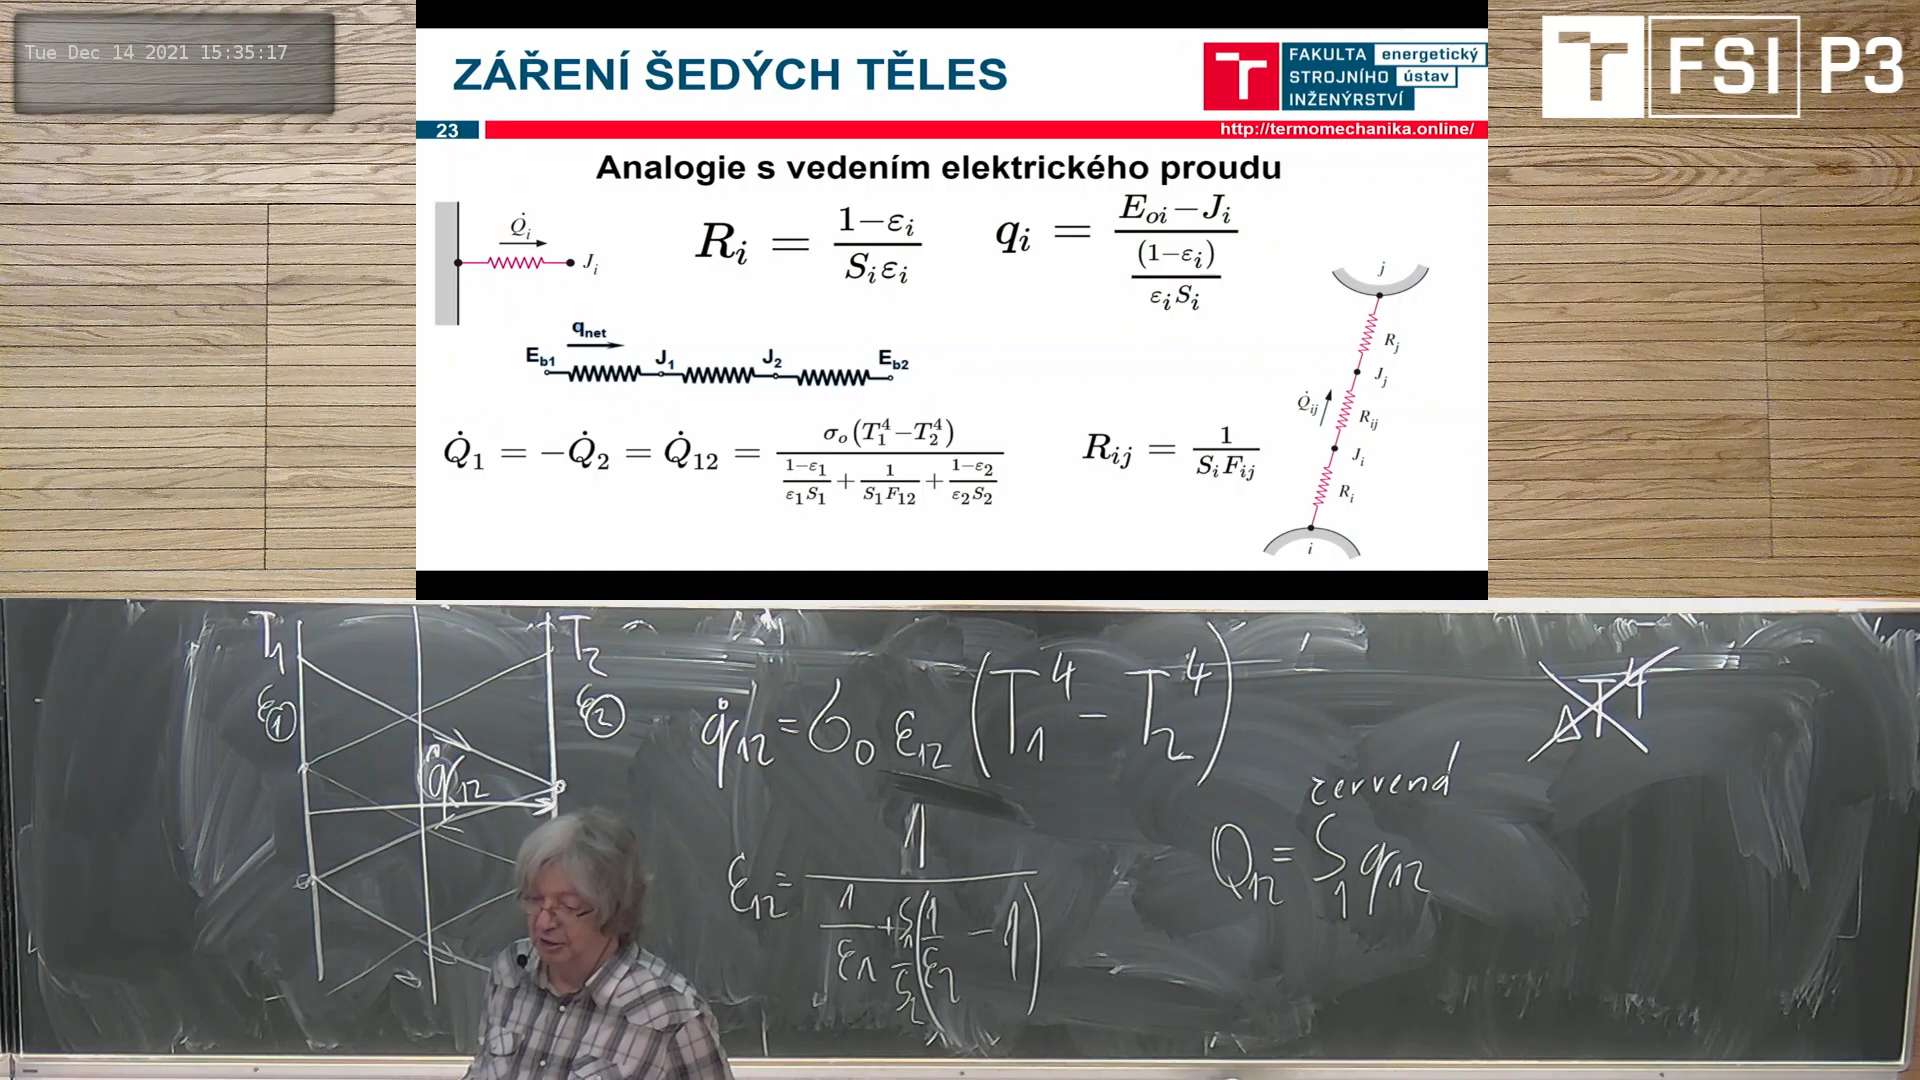 Tue Dec 14 2021 15:35:17
ZÁŘENÍ ŠEDÝCH TĚLES
FAKULTA energetický
STROJNÍHO ústav
INŽENÝRSTVÍ
FSI P3
23
http://termomechanika.online/
Analogie s vedením elektrického proudu
Q̇i
Ji
Ri = (1−εi)/(Siεi)
qi = (Eoi−Ji)/((1−εi)/(εiSi))
qnet
Eb1 J1 J2 Eb2
Q̇1 = −Q̇2 = Q̇12 = σo(T1⁴−T2⁴)/((1−ε1)/(ε1S1) + 1/(S1F12) + (1−ε2)/(ε2S2))
Rij = 1/(SiFij)
j
Rj
Jj
Q̇ij
Rij
Ji
Ri
i
T1
ε1
T2
ε2
q̇12
q̇12 = σ0 ε12 (T1⁴ − T2⁴)
ΔT⁴
ε12 = 1/(1/ε1 + S1/S2 (1/ε2 − 1))
Q12 = S1 q12